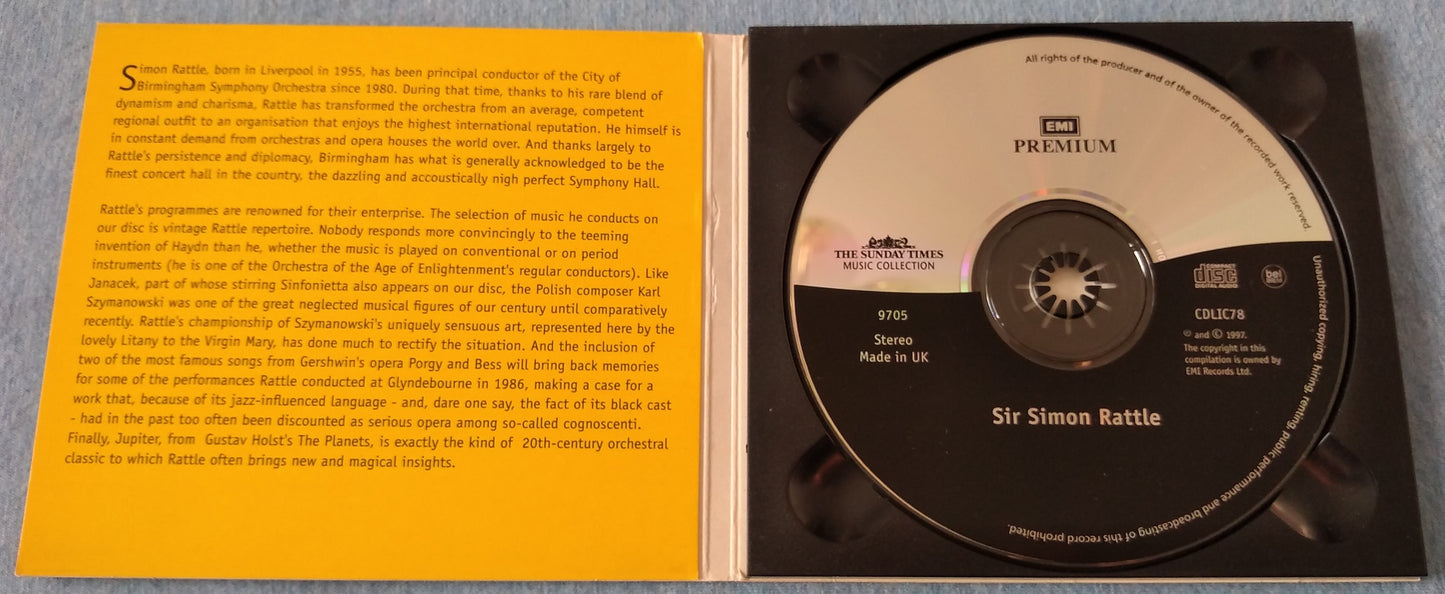 Simon Rattle, born in Liverpool in 1955, has been principal conductor of the City of
Birmingham Symphony Orchestra since 1980. During that time, thanks to his rare blend of
dynamism and charisma, Rattle has transformed the orchestra from an average, competent
regional outfit to an organisation that enjoys the highest international reputation. He himself is
in constant demand from orchestras and opera houses the world over. And thanks largely to
Rattle's persistence and diplomacy, Birmingham has what is generally acknowledged to be the
finest concert hall in the country, the dazzling and accoustically nigh perfect Symphony Hall.
Rattle's programmes are renowned for their enterprise. The selection of music he conducts on
our disc is vintage Rattle repertoire. Nobody responds more convincingly to the teeming
invention of Haydn than he, whether the music is played on conventional or on period
instruments (he is one of the Orchestra of the Age of Enlightenment's regular conductors). Like
Janacek, part of whose stirring Sinfonietta also appears on our disc, the Polish composer Karl
Szymanowski was one of the great neglected musical figures of our century until comparatively
recently. Rattle's championship of Szymanowski's uniquely sensuous art, represented here by the
lovely Litany to the Virgin Mary, has done much to rectify the situation. And the inclusion of
two of the most famous songs from Gershwin's opera Porgy and Bess will bring back memories
for some of the performances Rattle conducted at Glyndebourne in 1986, making a case for a
work that, because of its jazz-influenced language - and, dare one say, the fact of its black cast
- had in the past too often been discounted as serious opera among so-called cognoscenti.
Finally, Jupiter, from Gustav Holst's The Planets, is exactly the kind of 20th-century orchestral
classic to which Rattle often brings new and magical insights.
All rights of the producer and of the owner of the recorded work reserved.
Unauthorized copying, hiring, renting, public performance and broadcasting of this record prohibited.
EMI
PREMIUM
THE SUNDAY TIMES
MUSIC COLLECTION
COMPACT
disc
DIGITAL AUDIO
bel
BIEM
9705
Stereo
Made in UK
CDLIC78
℗ and © 1997.
The copyright in this
compilation is owned by
EMI Records Ltd.
Sir Simon Rattle